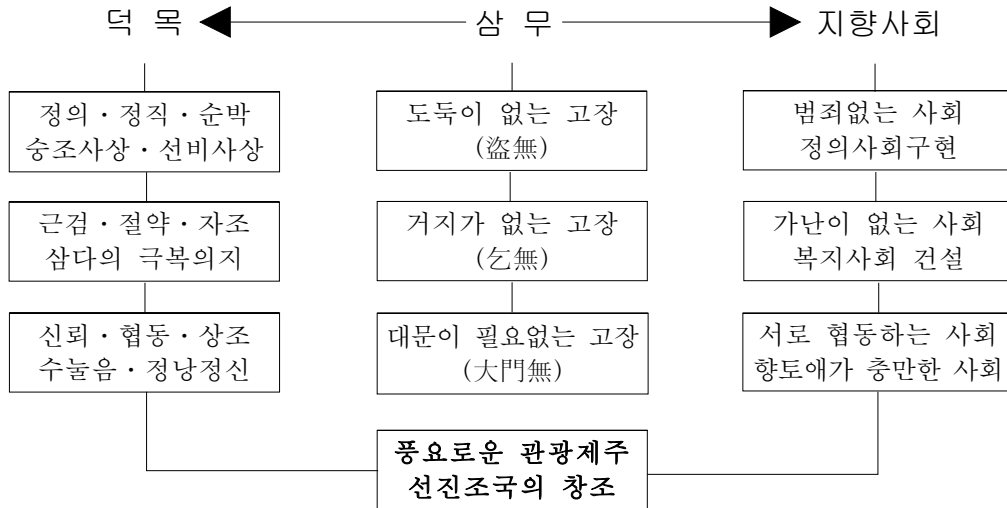 덕 목 삼 무 지향사회
정의·정직·순박
숭조사상·선비사상
도둑이 없는 고장
(盜無)
범죄없는 사회
정의사회구현
근검·절약·자조
삼다의 극복의지
거지가 없는 고장
(乞無)
가난이 없는 사회
복지사회 건설
신뢰·협동·상조
수눌음·정낭정신
대문이 필요없는 고장
(大門無)
서로 협동하는 사회
향토애가 충만한 사회
풍요로운 관광제주
선진조국의 창조